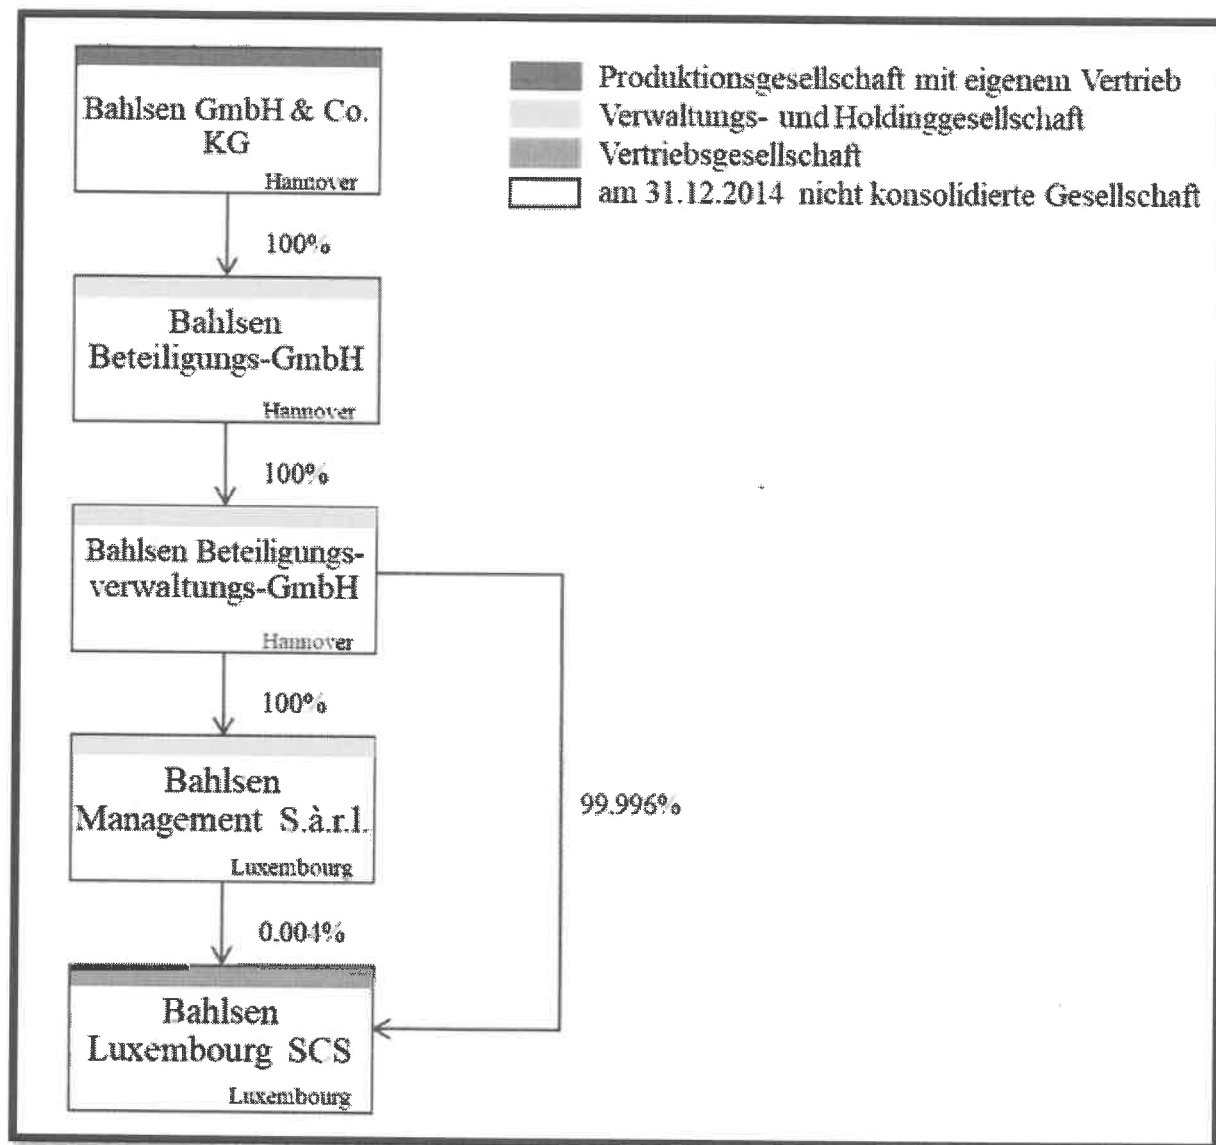 Bahlsen GmbH & Co.
KG
Hannover
Produktionsgesellschaft mit eigenem Vertrieb
Verwaltungs- und Holdinggesellschaft
Vertriebsgesellschaft
am 31.12.2014 nicht konsolidierte Gesellschaft
100%
Bahlsen
Beteiligungs-GmbH
Hannover
100%
Bahlsen Beteiligungs-
verwaltungs-GmbH
Hannover
100%
Bahlsen
Management S.à.r.l.
Luxembourg
99.996%
0.004%
Bahlsen
Luxembourg SCS
Luxembourg